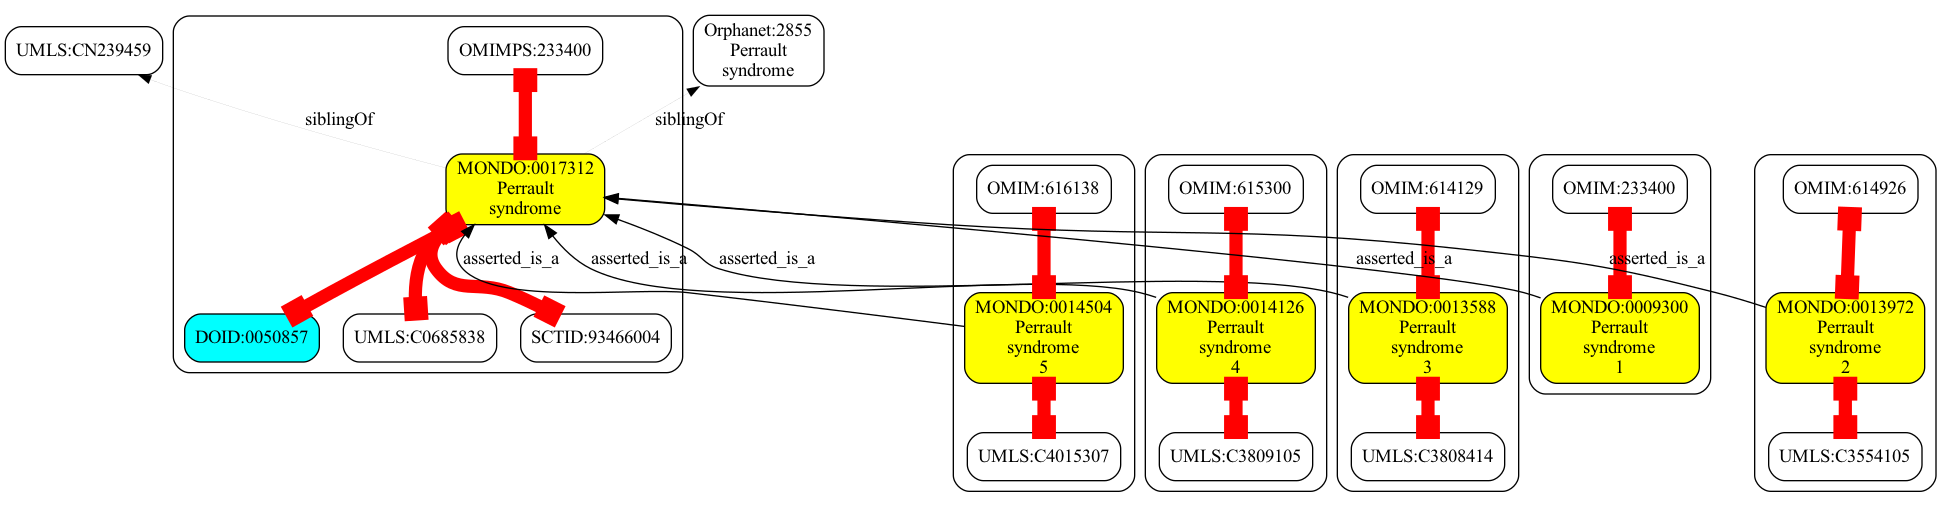 UMLS:CN239459
OMIMPS:233400
Orphanet:2855
Perrault
syndrome
siblingOf
siblingOf
MONDO:0017312
Perrault
syndrome
OMIM:616138
OMIM:615300
OMIM:614129
OMIM:233400
OMIM:614926
asserted_is_a
asserted_is_a
asserted_is_a
asserted_is_a
asserted_is_a
DOID:0050857
UMLS:C0685838
SCTID:93466004
MONDO:0014504
Perrault
syndrome
5
MONDO:0014126
Perrault
syndrome
4
MONDO:0013588
Perrault
syndrome
3
MONDO:0009300
Perrault
syndrome
1
MONDO:0013972
Perrault
syndrome
2
UMLS:C4015307
UMLS:C3809105
UMLS:C3808414
UMLS:C3554105